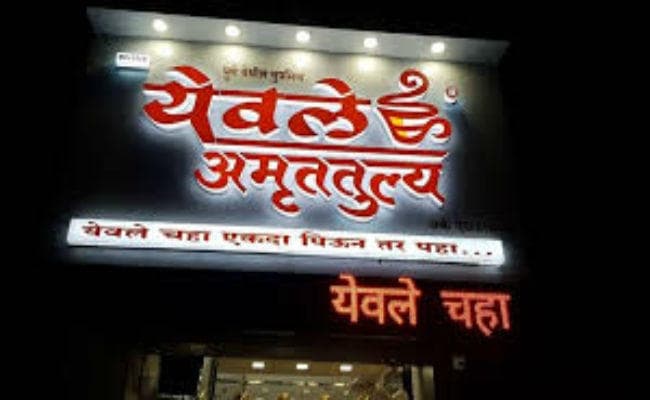 येवले
अमृततुल्य
येवले चहा एकदा पिऊन तर पहा...
येवले चहा